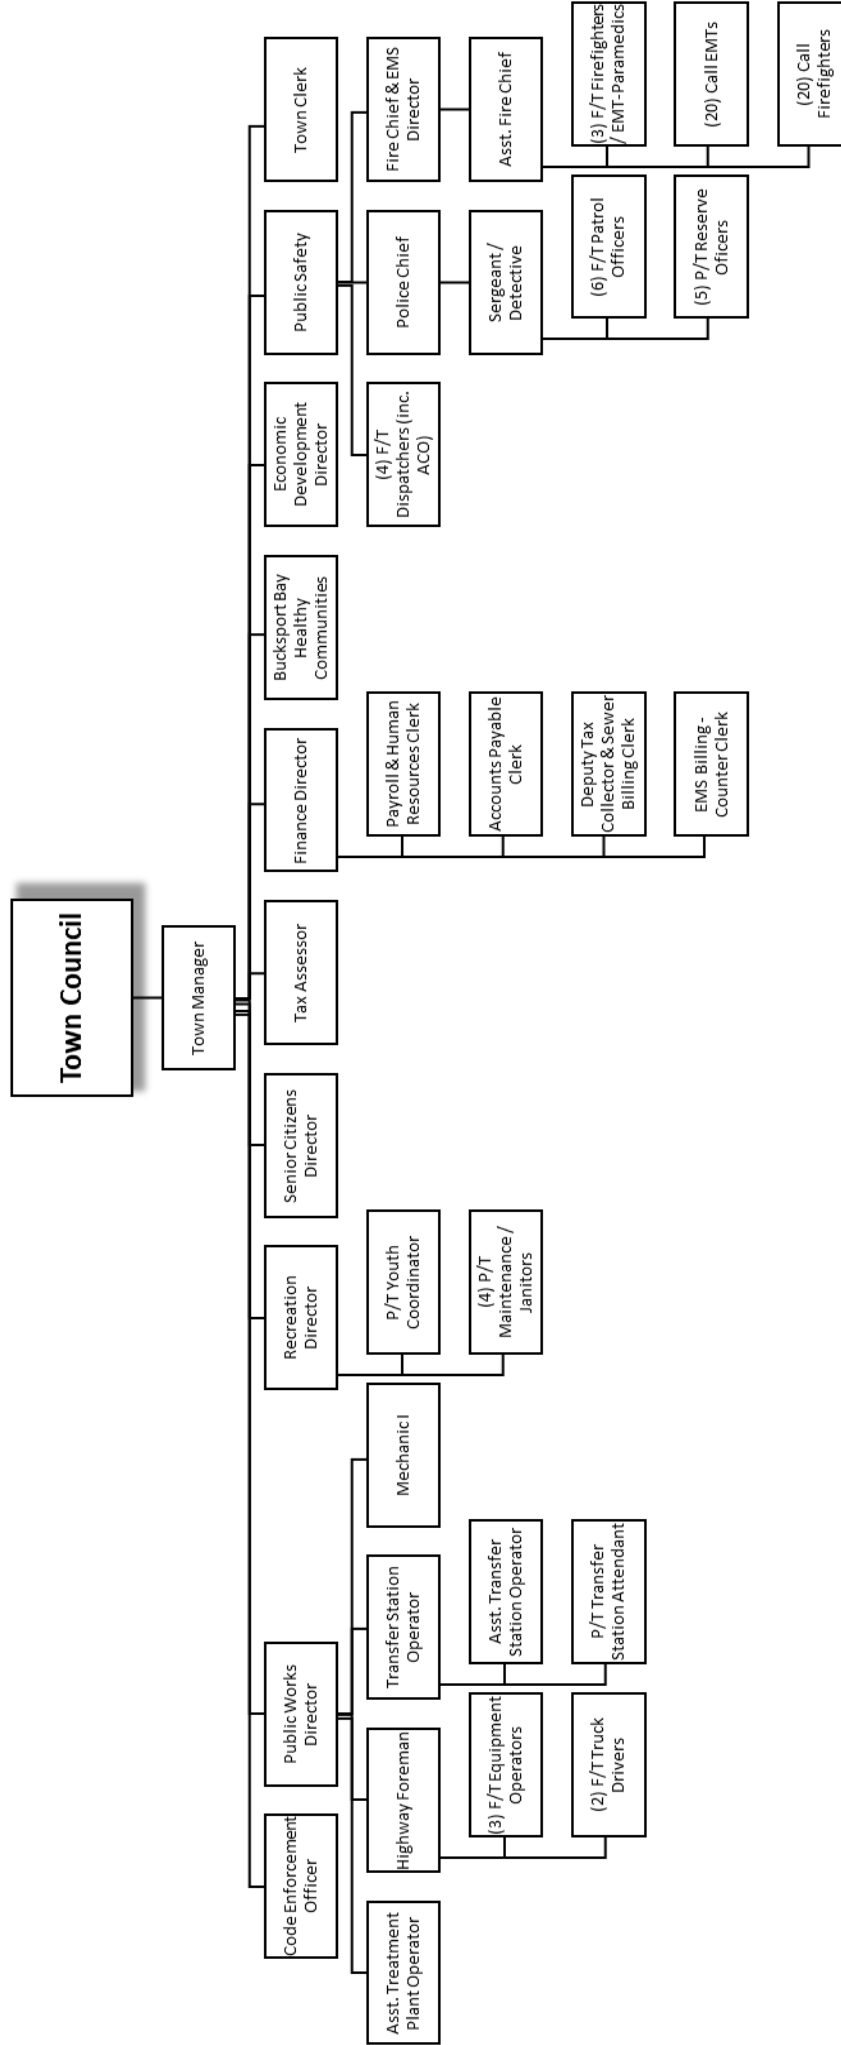 Town Council
Town Manager
Code Enforcement
Officer
Public Works
Director
Recreation
Director
Senior Citizens
Director
Tax Assessor
Finance Director
Bucksport Bay
Healthy
Communities
Economic
Development
Director
Public Safety
Town Clerk
Asst. Treatment
Plant Operator
Highway Foreman
(3) F/T Equipment
Operators
(2) F/T Truck
Drivers
Transfer Station
Operator
Asst. Transfer
Station Operator
P/T Transfer
Station Attendant
Mechanic I
P/T Youth
Coordinator
(4) P/T
Maintenance /
Janitors
Payroll & Human
Resources Clerk
Accounts Payable
Clerk
Deputy Tax
Collector & Sewer
Billing Clerk
EMS Billing -
Counter Clerk
(4) F/T
Dispatchers (inc.
ACO)
Police Chief
Sergeant /
Detective
(6) F/T Patrol
Officers
(5) P/T Reserve
Oficers
Fire Chief & EMS
Director
Asst. Fire Chief
(3) F/T Firefighters
/ EMT-Paramedics
(20) Call EMTs
(20) Call
Firefighters